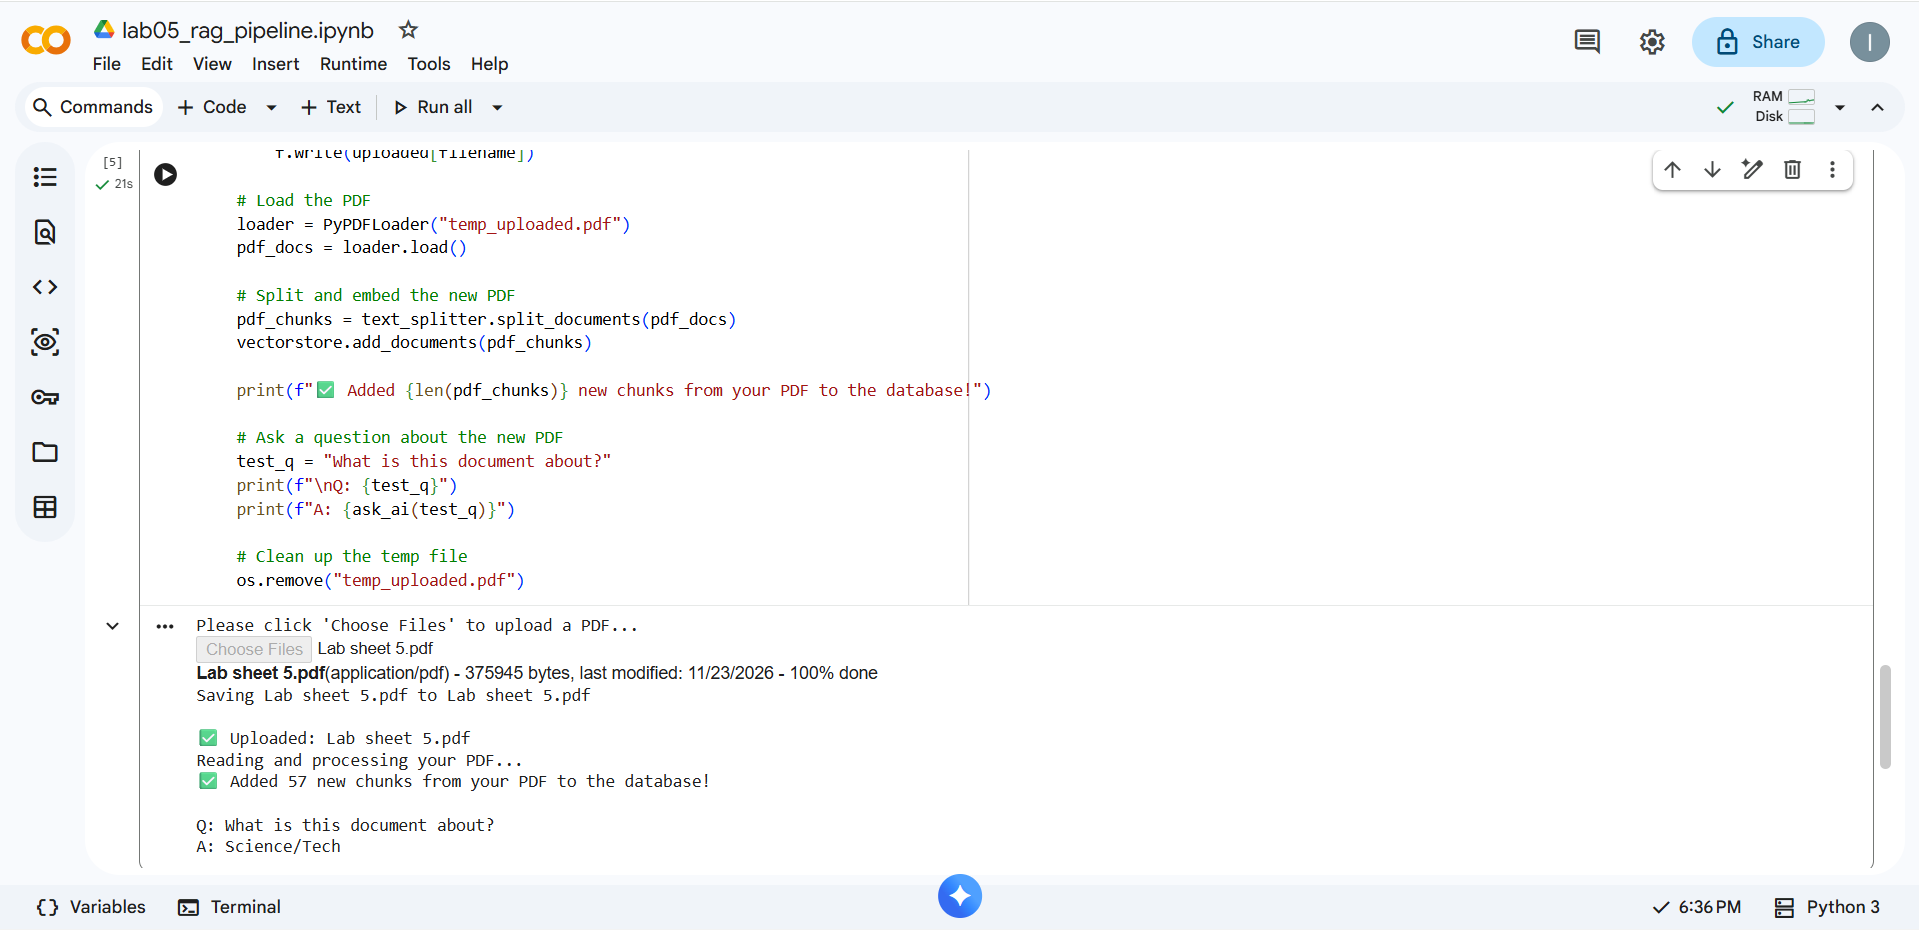 lab05_rag_pipeline.ipynb
File Edit View Insert Runtime Tools Help
Share
I
Commands + Code + Text Run all
RAM
Disk
[5]
21s
f.write(uploaded[filename])
# Load the PDF
loader = PyPDFLoader("temp_uploaded.pdf")
pdf_docs = loader.load()
# Split and embed the new PDF
pdf_chunks = text_splitter.split_documents(pdf_docs)
vectorstore.add_documents(pdf_chunks)
print(f"✅ Added {len(pdf_chunks)} new chunks from your PDF to the database!")
# Ask a question about the new PDF
test_q = "What is this document about?"
print(f"\nQ: {test_q}")
print(f"A: {ask_ai(test_q)}")
# Clean up the temp file
os.remove("temp_uploaded.pdf")
Please click 'Choose Files' to upload a PDF...
Choose Files Lab sheet 5.pdf
Lab sheet 5.pdf(application/pdf) - 375945 bytes, last modified: 11/23/2026 - 100% done
Saving Lab sheet 5.pdf to Lab sheet 5.pdf
✅ Uploaded: Lab sheet 5.pdf
Reading and processing your PDF...
✅ Added 57 new chunks from your PDF to the database!
Q: What is this document about?
A: Science/Tech
Variables Terminal
6:36 PM Python 3